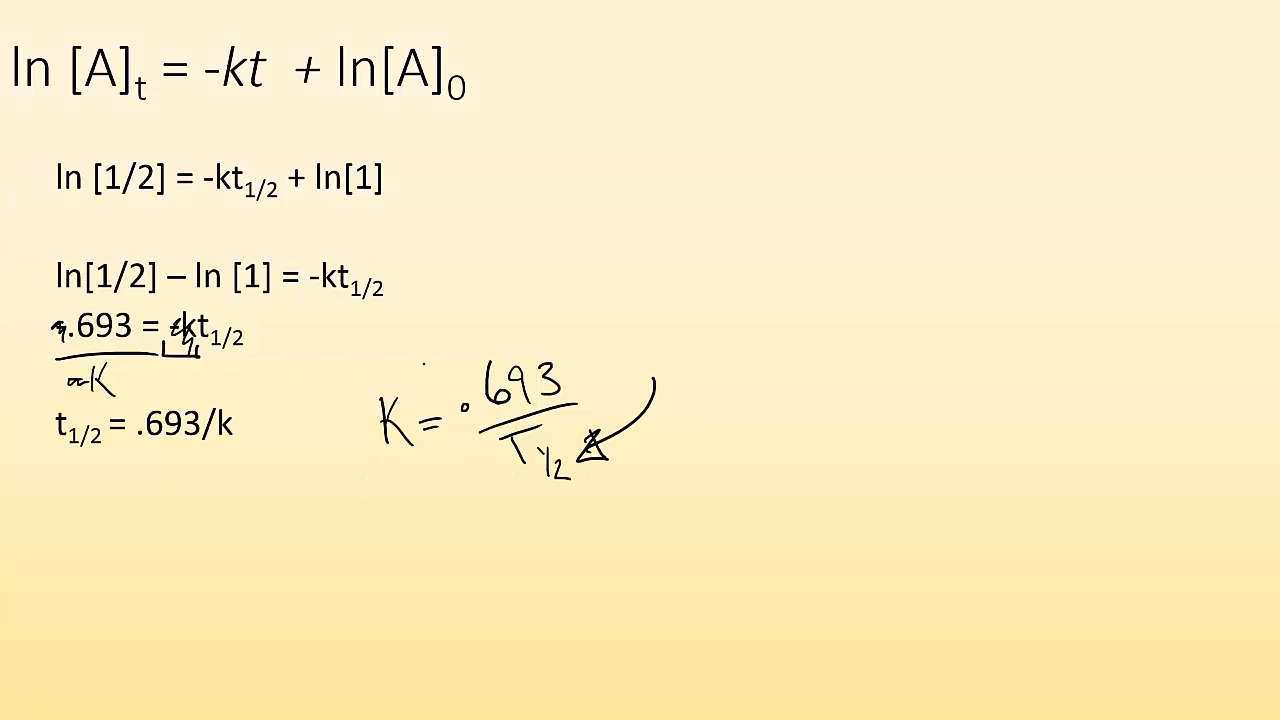 ln [A]t = -kt + ln[A]0
ln [1/2] = -kt1/2 + ln[1]
ln[1/2] – ln [1] = -kt1/2
-.693 = -kt1/2
-K
t1/2 = .693/k
K = .693
T 1/2